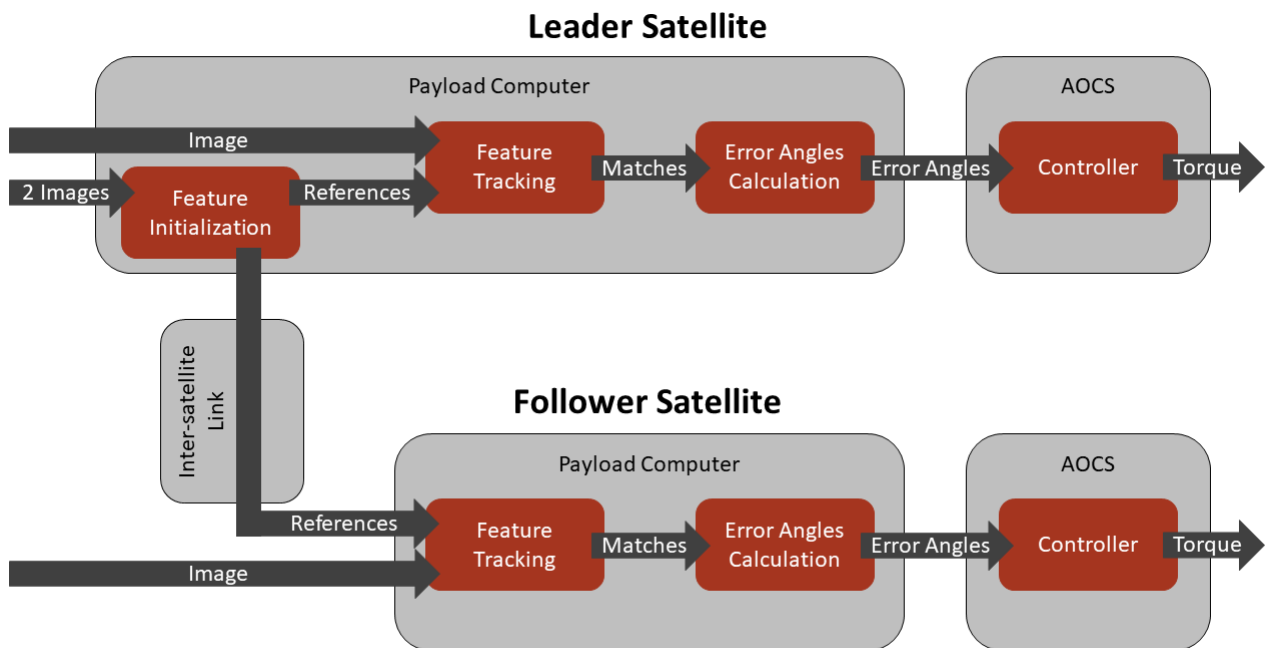 Leader Satellite
Payload Computer
AOCS
Image
2 Images
Feature
Initialization
References
Feature
Tracking
Matches
Error Angles
Calculation
Error Angles
Controller
Torque
Inter-satellite
Link
Follower Satellite
Payload Computer
AOCS
References
Image
Feature
Tracking
Matches
Error Angles
Calculation
Error Angles
Controller
Torque